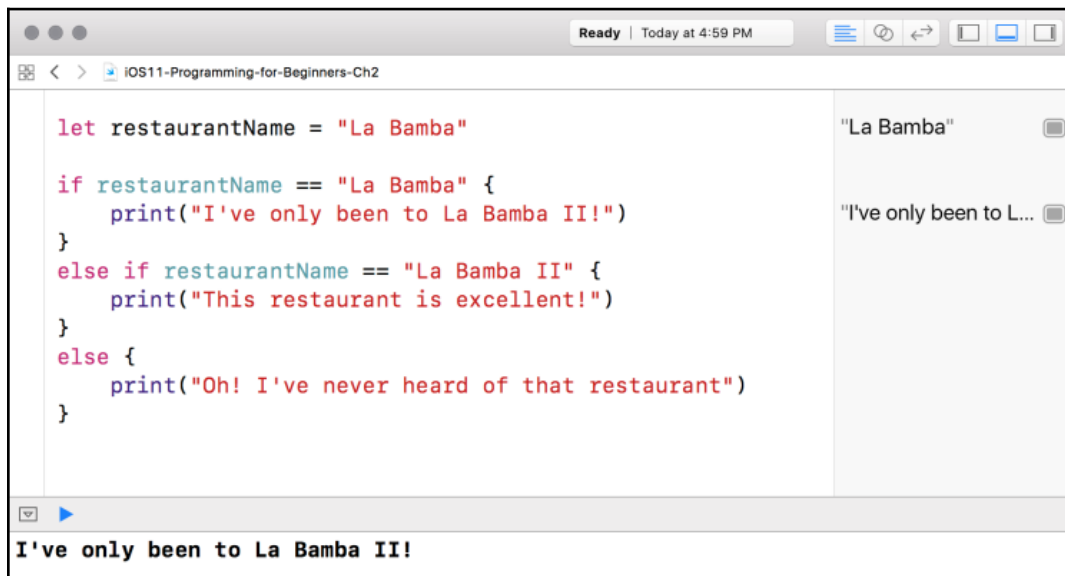 Ready | Today at 4:59 PM
iOS11-Programming-for-Beginners-Ch2
let restaurantName = "La Bamba"
"La Bamba"
if restaurantName == "La Bamba" {
print("I've only been to La Bamba II!")
"I've only been to L...
}
else if restaurantName == "La Bamba II" {
print("This restaurant is excellent!")
}
else {
print("Oh! I've never heard of that restaurant")
}
I've only been to La Bamba II!